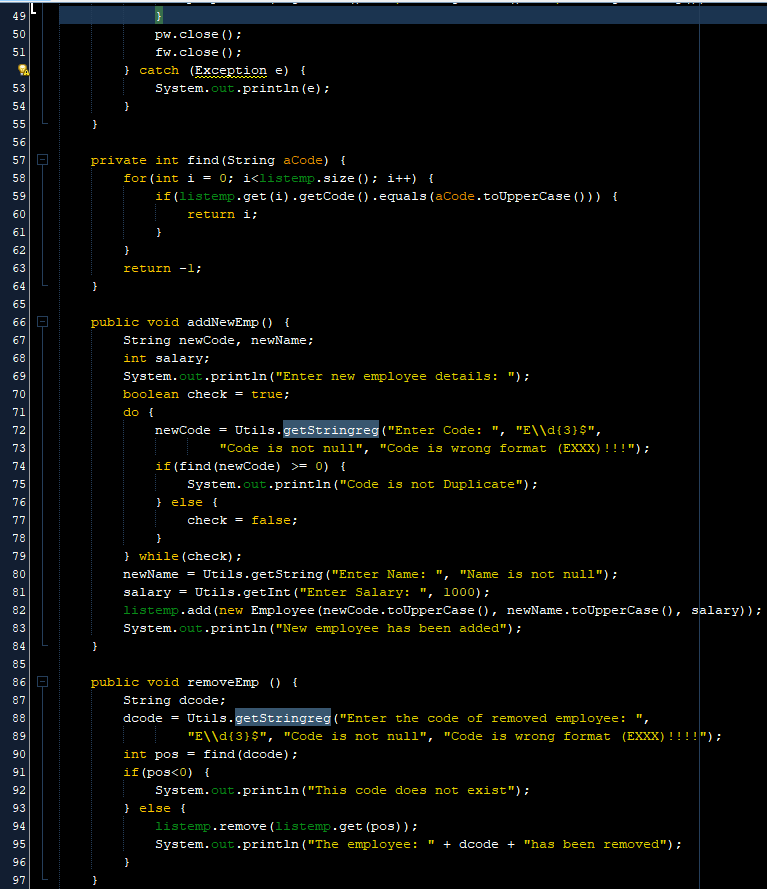 49 }
50 pw.close();
51 fw.close();
} catch (Exception e) {
53 System.out.println(e);
54 }
55 }
56
57 private int find(String aCode) {
58 for(int i = 0; i<listemp.size(); i++) {
59 if(listemp.get(i).getCode().equals(aCode.toUpperCase())) {
60 return i;
61 }
62 }
63 return -1;
64 }
65
66 public void addNewEmp() {
67 String newCode, newName;
68 int salary;
69 System.out.println("Enter new employee details: ");
70 boolean check = true;
71 do {
72 newCode = Utils.getStringreg("Enter Code: ", "E\\d{3}$",
73 "Code is not null", "Code is wrong format (EXXX)!!!");
74 if(find(newCode) >= 0) {
75 System.out.println("Code is not Duplicate");
76 } else {
77 check = false;
78 }
79 } while(check);
80 newName = Utils.getString("Enter Name: ", "Name is not null");
81 salary = Utils.getInt("Enter Salary: ", 1000);
82 listemp.add(new Employee(newCode.toUpperCase(), newName.toUpperCase(), salary));
83 System.out.println("New employee has been added");
84 }
85
86 public void removeEmp () {
87 String dcode;
88 dcode = Utils.getStringreg("Enter the code of removed employee: ",
89 "E\\d{3}$", "Code is not null", "Code is wrong format (EXXX)!!!!");
90 int pos = find(dcode);
91 if(pos<0) {
92 System.out.println("This code does not exist");
93 } else {
94 listemp.remove(listemp.get(pos));
95 System.out.println("The employee: " + dcode + "has been removed");
96 }
97 }